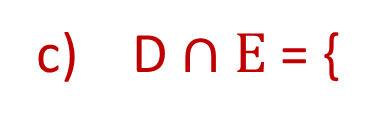 c) D ∩ E = {